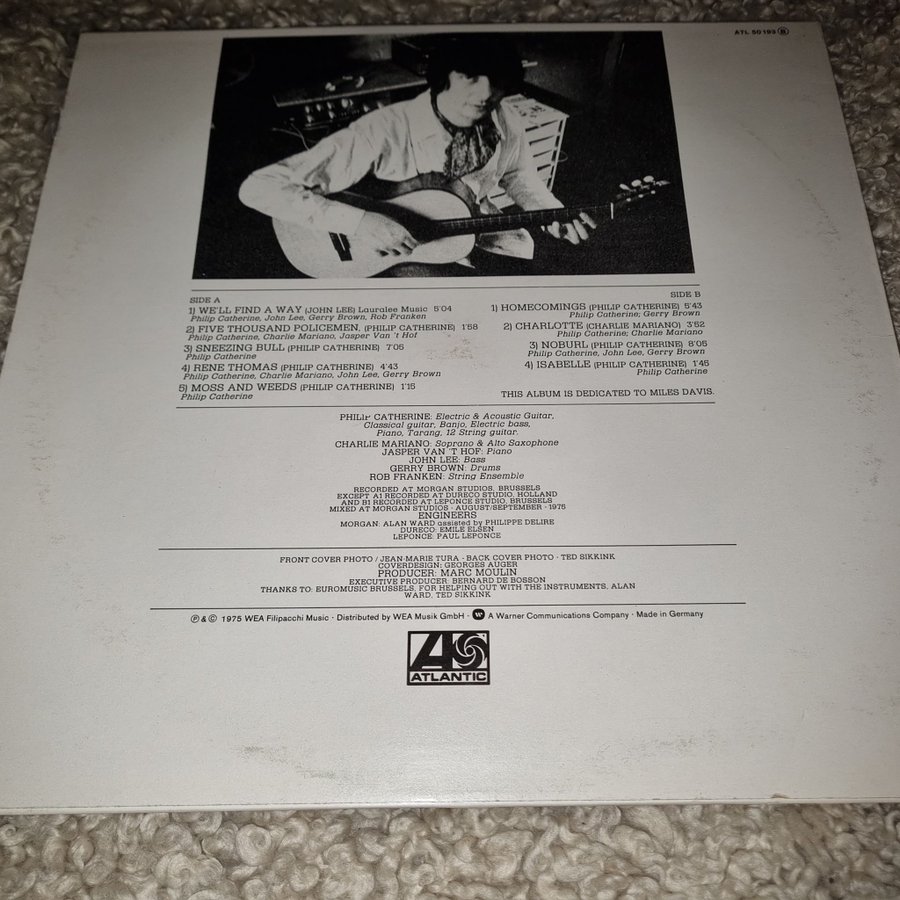 ATL 50 193 Ⓑ
SIDE A
1) WE'LL FIND A WAY (JOHN LEE) Lauralee Music 5'04
Philip Catherine, John Lee, Gerry Brown, Rob Franken
2) FIVE THOUSAND POLICEMEN, (PHILIP CATHERINE) 1'58
Philip Catherine, Charlie Mariano, Jasper Van 't Hof
3) SNEEZING BULL (PHILIP CATHERINE) 7'05
Philip Catherine
4) RENE THOMAS (PHILIP CATHERINE) 4'43
Philip Catherine, Charlie Mariano, John Lee, Gerry Brown
5) MOSS AND WEEDS (PHILIP CATHERINE) 1'15
Philip Catherine
SIDE B
1) HOMECOMINGS (PHILIP CATHERINE) 5'43
Philip Catherine; Gerry Brown
2) CHARLOTTE (CHARLIE MARIANO) 3'52
Philip Catherine; Charlie Mariano
3) NOBURL (PHILIP CATHERINE) 8'05
Philip Catherine, John Lee, Gerry Brown
4) ISABELLE (PHILIP CATHERINE) 1'45
Philip Catherine
THIS ALBUM IS DEDICATED TO MILES DAVIS.
PHILIP CATHERINE: Electric & Acoustic Guitar,
Classical guitar, Banjo, Electric bass,
Piano, Tarang, 12 String guitar.
CHARLIE MARIANO: Soprano & Alto Saxophone
JASPER VAN 'T HOF: Piano
JOHN LEE: Bass
GERRY BROWN: Drums
ROB FRANKEN: String Ensemble
RECORDED AT MORGAN STUDIOS, BRUSSELS
EXCEPT A1 RECORDED AT DURECO STUDIO, HOLLAND
AND B1 RECORDED AT LEPONCE STUDIO, BRUSSELS
MIXED AT MORGAN STUDIOS · AUGUST/SEPTEMBER · 1975
ENGINEERS
MORGAN: ALAN WARD assisted by PHILIPPE DELIRE
DURECO: EMILE ELSEN
LEPONCE: PAUL LEPONCE
FRONT COVER PHOTO / JEAN-MARIE TURA · BACK COVER PHOTO · TED SIKKINK
COVERDESIGN: GEORGES AUGER
PRODUCER: MARC MOULIN
EXECUTIVE PRODUCER: BERNARD DE BOSSON
THANKS TO: EUROMUSIC BRUSSELS, FOR HELPING OUT WITH THE INSTRUMENTS, ALAN
WARD, TED SIKKINK
℗ & © 1975 WEA Filipacchi Music · Distributed by WEA Musik GmbH · W A Warner Communications Company · Made in Germany
ATLANTIC